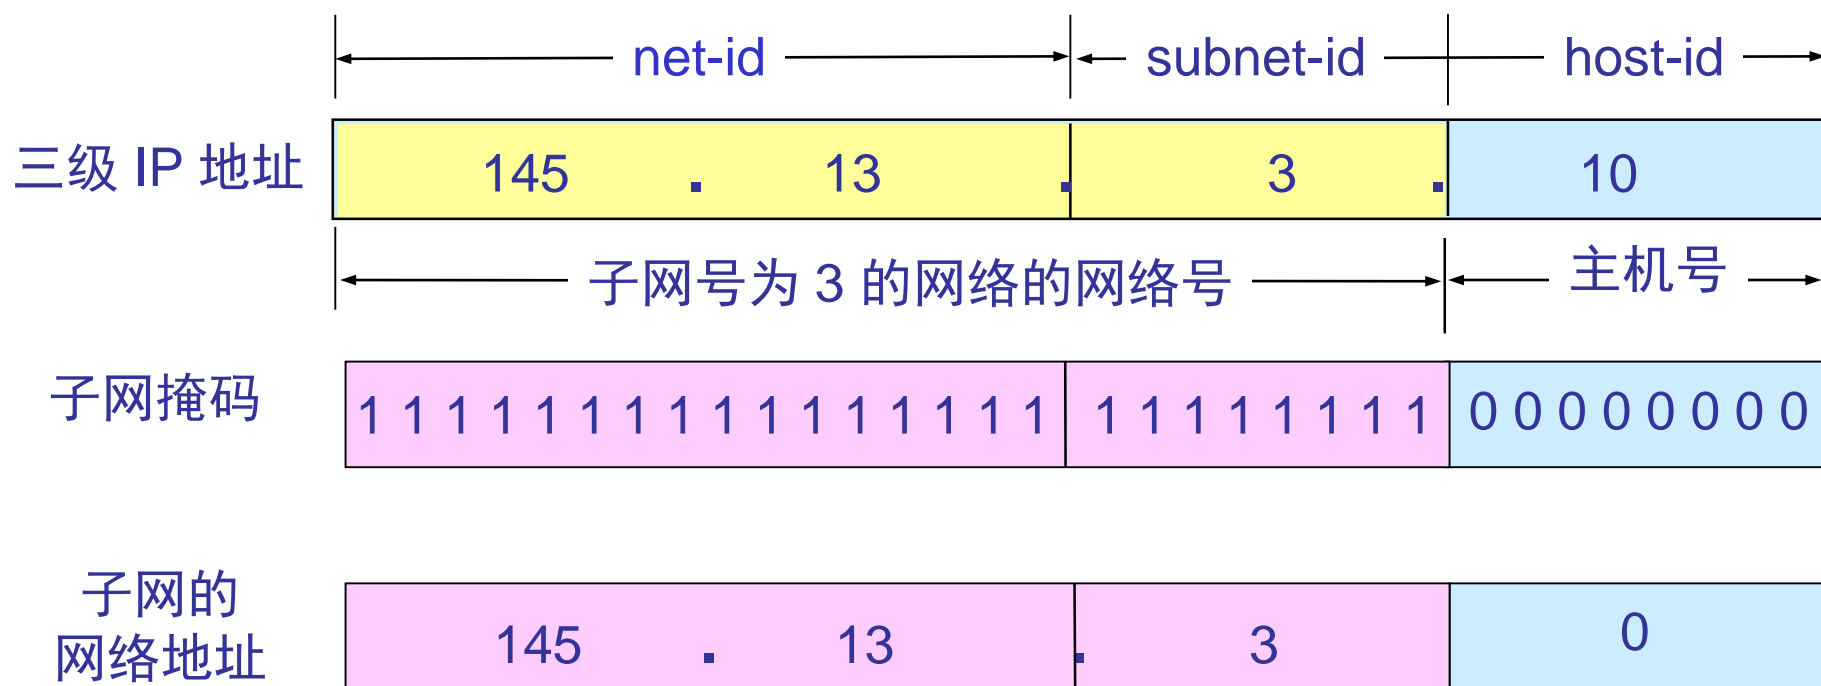 net-id subnet-id host-id
三级 IP 地址 145 . 13 . 3 . 10
子网号为 3 的网络的网络号 主机号
子网掩码 1 1 1 1 1 1 1 1 1 1 1 1 1 1 1 1 1 1 1 1 1 1 1 1 0 0 0 0 0 0 0 0
子网的
网络地址 145 . 13 . 3 0